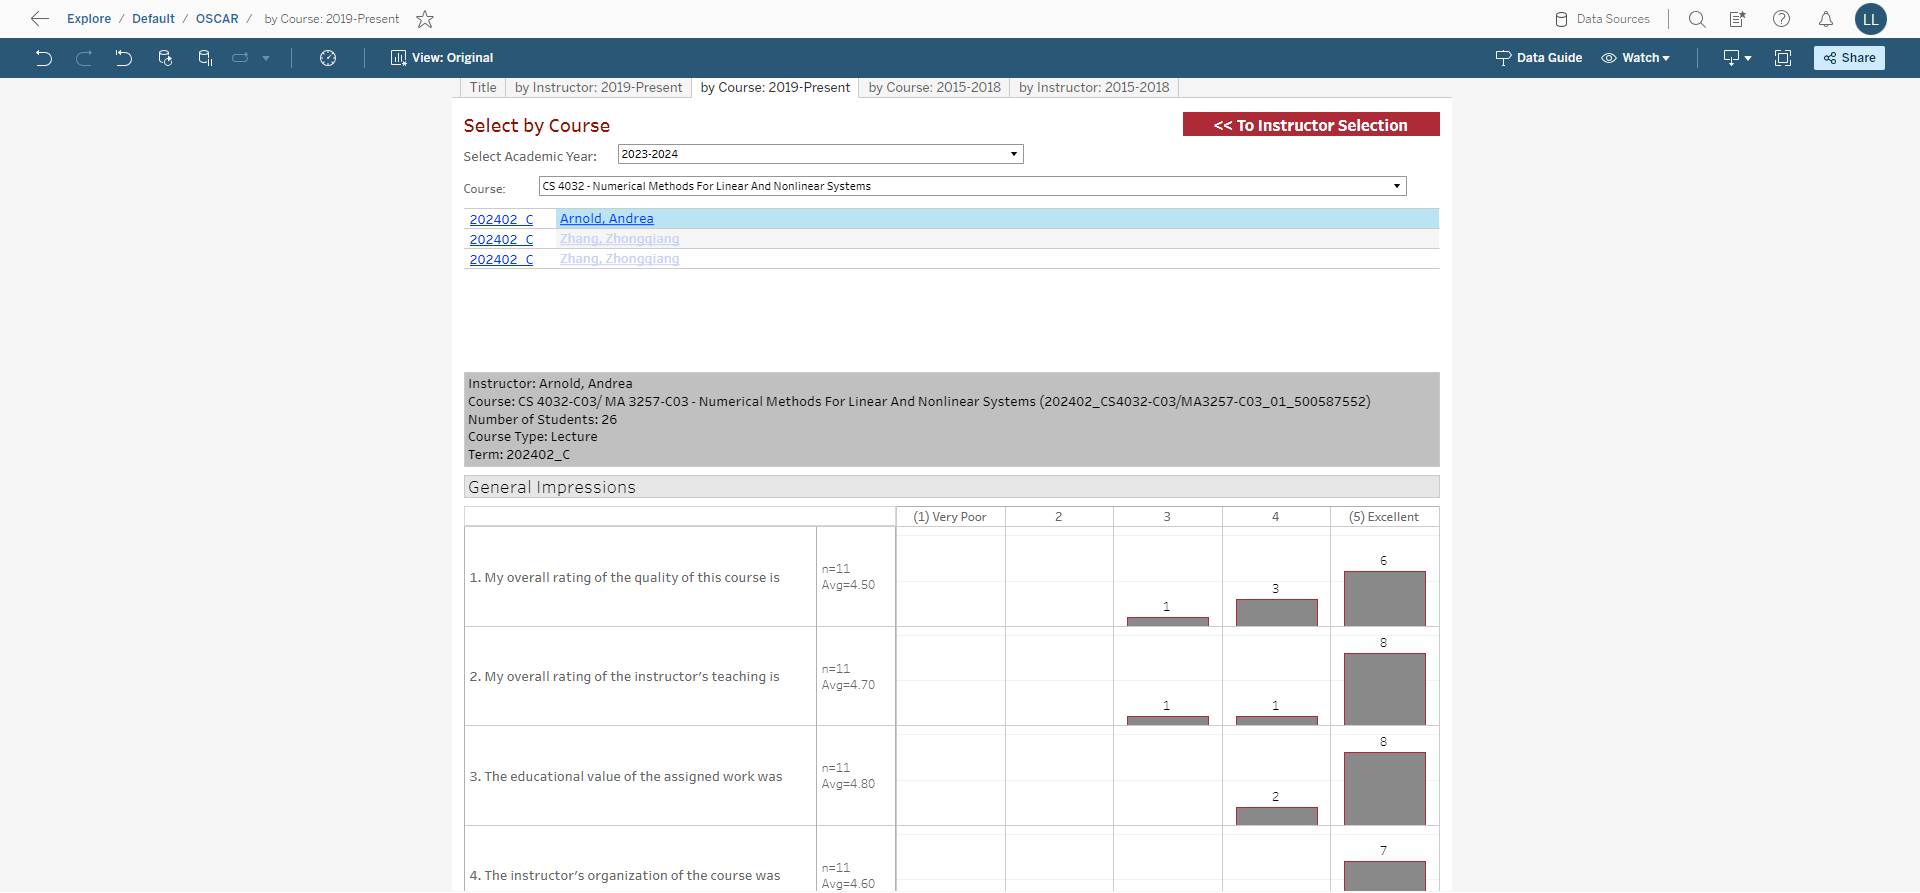 Explore / Default / OSCAR / by Course: 2019-Present
Data Sources
LL
View: Original
Data Guide
Watch
Share
Title
by Instructor: 2019-Present
by Course: 2019-Present
by Course: 2015-2018
by Instructor: 2015-2018
Select by Course
<< To Instructor Selection
Select Academic Year:
2023-2024
Course:
CS 4032 - Numerical Methods For Linear And Nonlinear Systems
202402_C Arnold, Andrea
202402_C Zhang, Zhongqiang
202402_C Zhang, Zhongqiang
Instructor: Arnold, Andrea
Course: CS 4032-C03/ MA 3257-C03 - Numerical Methods For Linear And Nonlinear Systems (202402_CS4032-C03/MA3257-C03_01_500587552)
Number of Students: 26
Course Type: Lecture
Term: 202402_C
General Impressions
(1) Very Poor 2 3 4 (5) Excellent
1. My overall rating of the quality of this course is
n=11
Avg=4.50
1 3 6
2. My overall rating of the instructor's teaching is
n=11
Avg=4.70
1 1 8
3. The educational value of the assigned work was
n=11
Avg=4.80
2 8
4. The instructor's organization of the course was
n=11
Avg=4.60
7